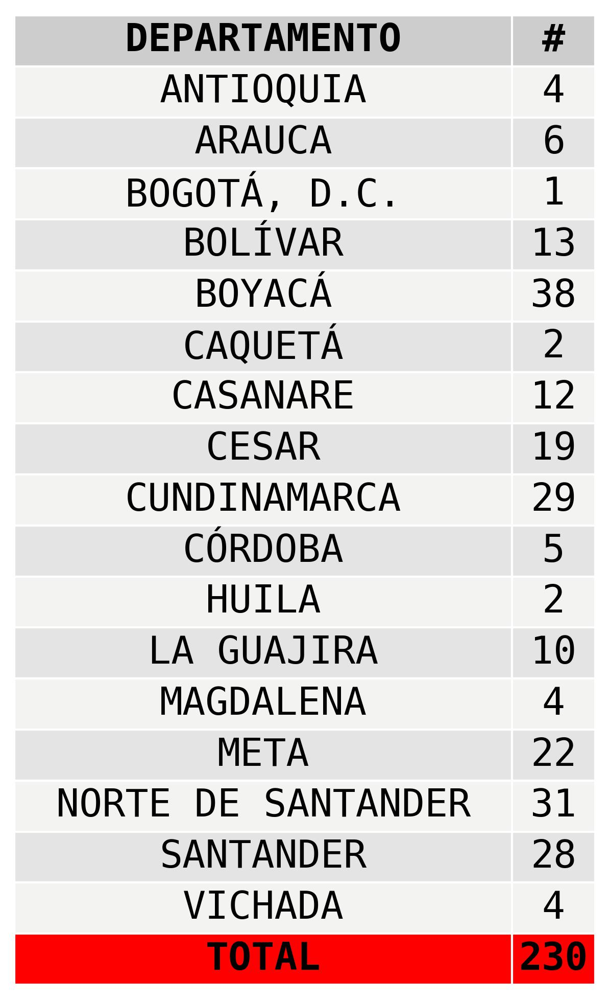 DEPARTAMENTO #
ANTIOQUIA 4
ARAUCA 6
BOGOTÁ, D.C. 1
BOLÍVAR 13
BOYACÁ 38
CAQUETÁ 2
CASANARE 12
CESAR 19
CUNDINAMARCA 29
CÓRDOBA 5
HUILA 2
LA GUAJIRA 10
MAGDALENA 4
META 22
NORTE DE SANTANDER 31
SANTANDER 28
VICHADA 4
TOTAL 230